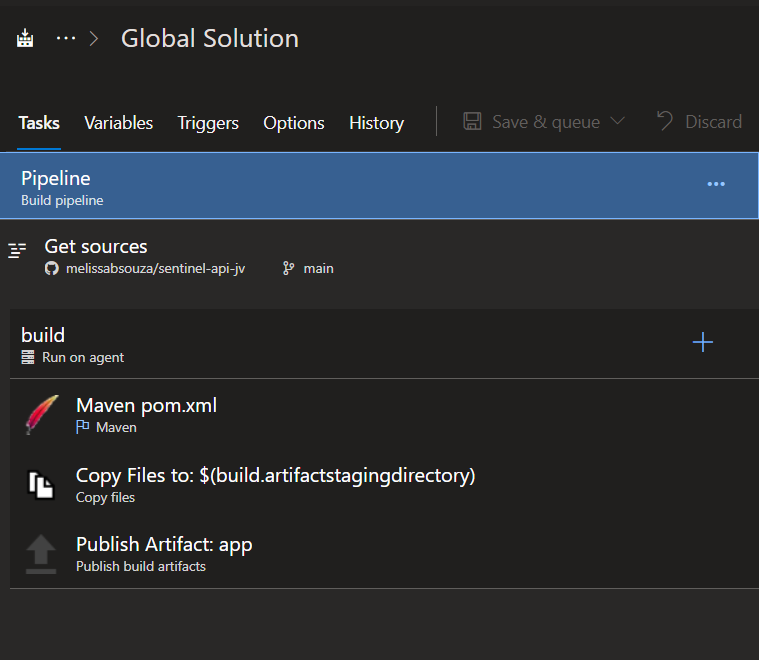 ··· > Global Solution
Tasks Variables Triggers Options History Save & queue Discard
Pipeline
Build pipeline
Get sources
melissabsouza/sentinel-api-jv main
build
Run on agent
Maven pom.xml
Maven
Copy Files to: $(build.artifactstagingdirectory)
Copy files
Publish Artifact: app
Publish build artifacts